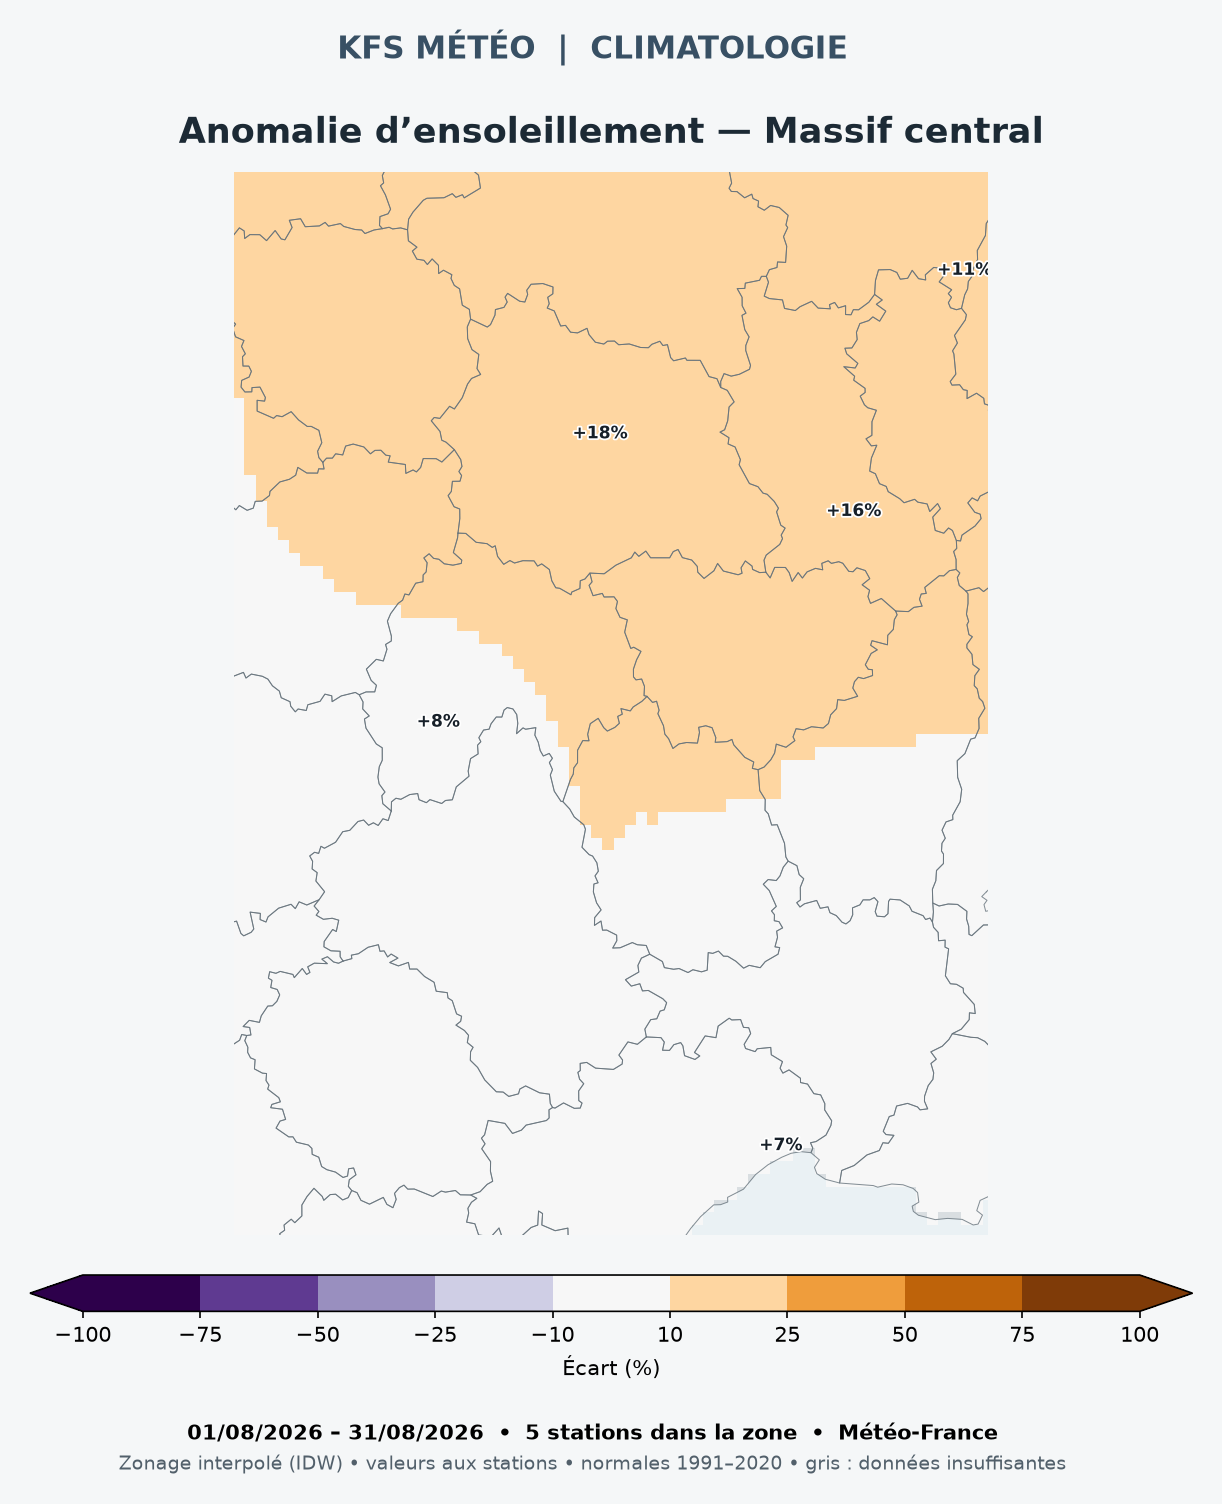 KFS MÉTÉO | CLIMATOLOGIE
Anomalie d’ensoleillement — Massif central
+11%
+18%
+16%
+8%
+7%
−100 −75 −50 −25 −10 10 25 50 75 100
Écart (%)
01/08/2026 – 31/08/2026 • 5 stations dans la zone • Météo-France
Zonage interpolé (IDW) • valeurs aux stations • normales 1991–2020 • gris : données insuffisantes